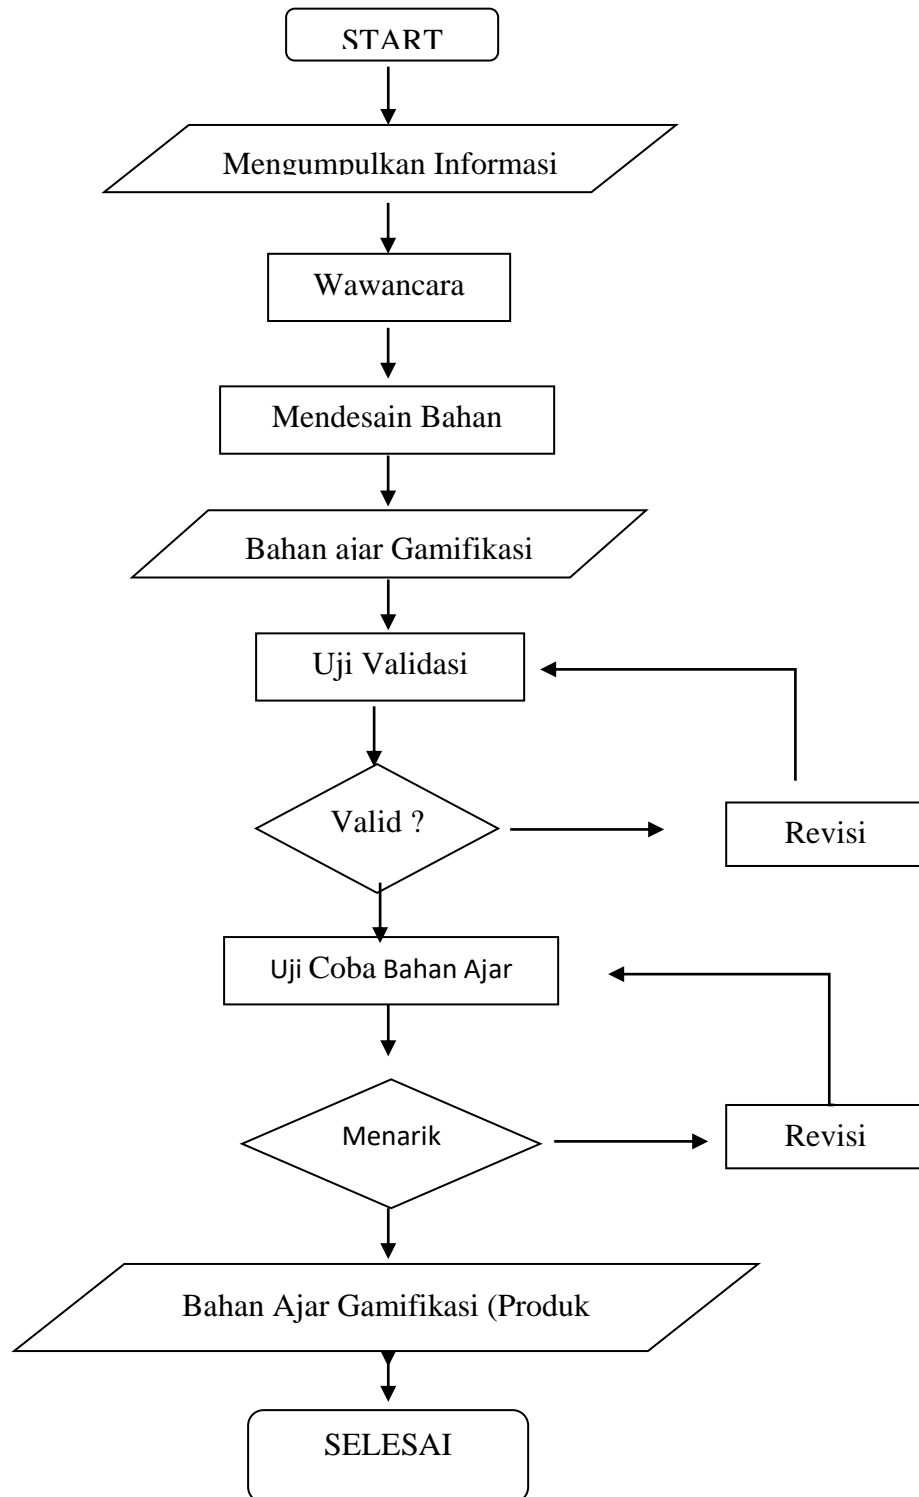 START
Mengumpulkan Informasi
Wawancara
Mendesain Bahan
Bahan ajar Gamifikasi
Uji Validasi
Valid ?
Revisi
Uji Coba Bahan Ajar
Menarik
Revisi
Bahan Ajar Gamifikasi (Produk
SELESAI